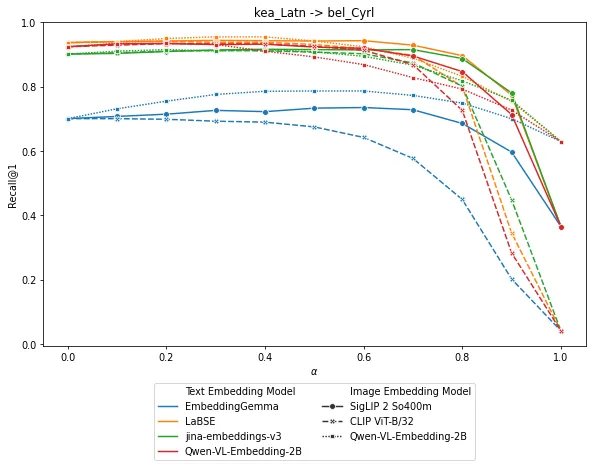 kea_Latn -> bel_Cyrl
1.0
0.8
0.6
0.4
0.2
0.0
Recall@1
0.0 0.2 0.4 0.6 0.8 1.0
α
Text Embedding Model
EmbeddingGemma
LaBSE
jina-embeddings-v3
Qwen-VL-Embedding-2B
Image Embedding Model
SigLIP 2 So400m
CLIP ViT-B/32
Qwen-VL-Embedding-2B